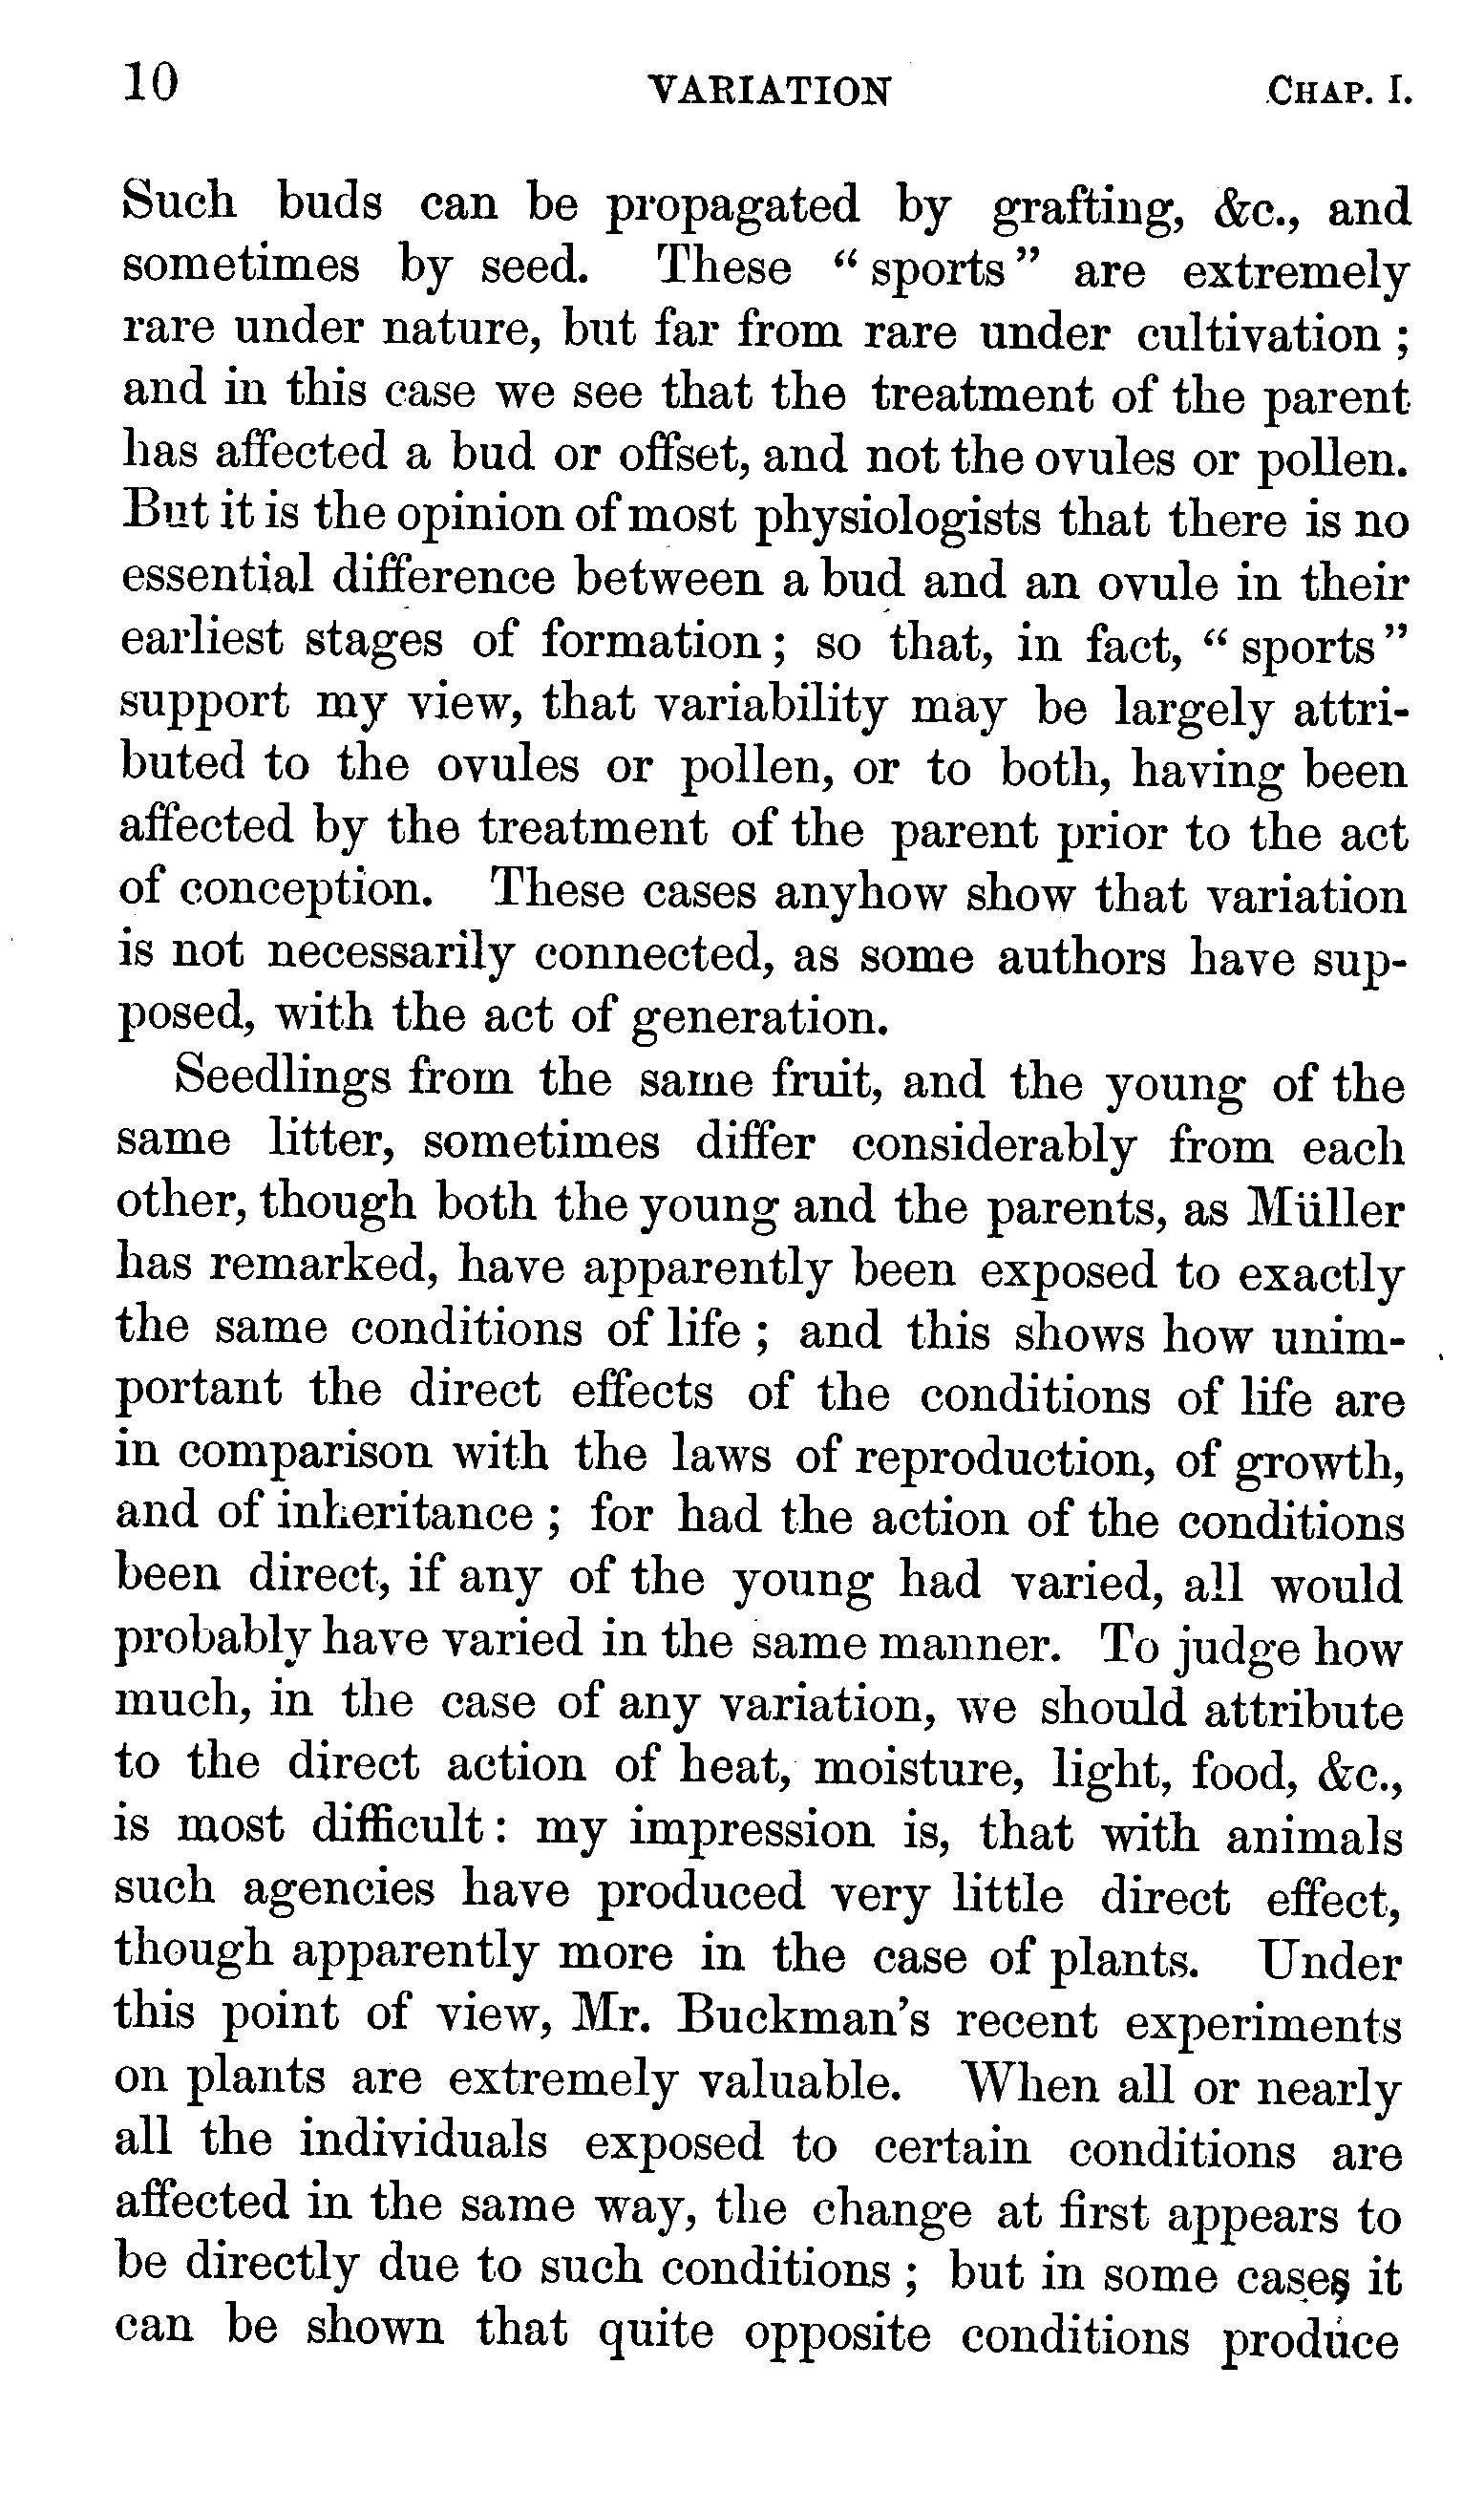 10 VARIATION CHAP. I.
Such buds can be propagated by grafting, &c., and
sometimes by seed. These "sports" are extremely
rare under nature, but far from rare under cultivation;
and in this case we see that the treatment of the parent
has affected a bud or offset, and not the ovules or pollen.
But it is the opinion of most physiologists that there is no
essential difference between a bud and an ovule in their
earliest stages of formation; so that, in fact, "sports"
support my view, that variability may be largely attri-
buted to the ovules or pollen, or to both, having been
affected by the treatment of the parent prior to the act
of conception. These cases anyhow show that variation
is not necessarily connected, as some authors have sup-
posed, with the act of generation.
Seedlings from the same fruit, and the young of the
same litter, sometimes differ considerably from each
other, though both the young and the parents, as Müller
has remarked, have apparently been exposed to exactly
the same conditions of life; and this shows how unim-
portant the direct effects of the conditions of life are
in comparison with the laws of reproduction, of growth,
and of inheritance; for had the action of the conditions
been direct, if any of the young had varied, all would
probably have varied in the same manner. To judge how
much, in the case of any variation, we should attribute
to the direct action of heat, moisture, light, food, &c.,
is most difficult: my impression is, that with animals
such agencies have produced very little direct effect,
though apparently more in the case of plants. Under
this point of view, Mr. Buckman's recent experiments
on plants are extremely valuable. When all or nearly
all the individuals exposed to certain conditions are
affected in the same way, the change at first appears to
be directly due to such conditions; but in some cases it
can be shown that quite opposite conditions produce